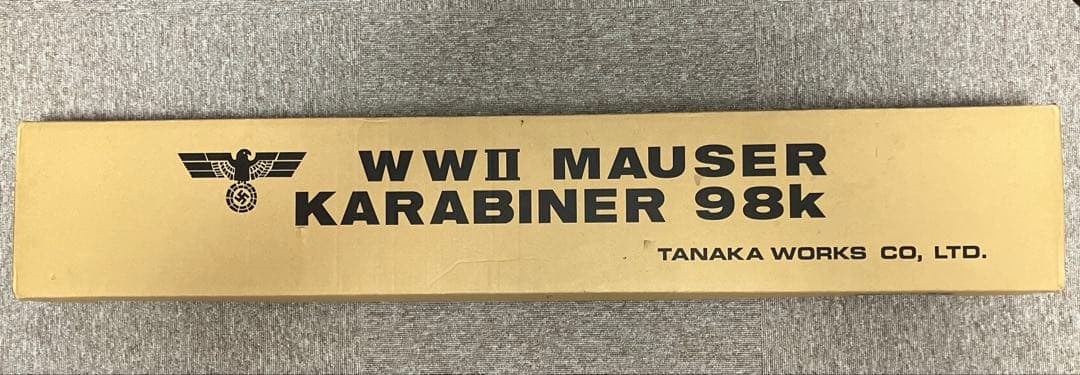 WWII MAUSER
KARABINER 98k
TANAKA WORKS CO, LTD.